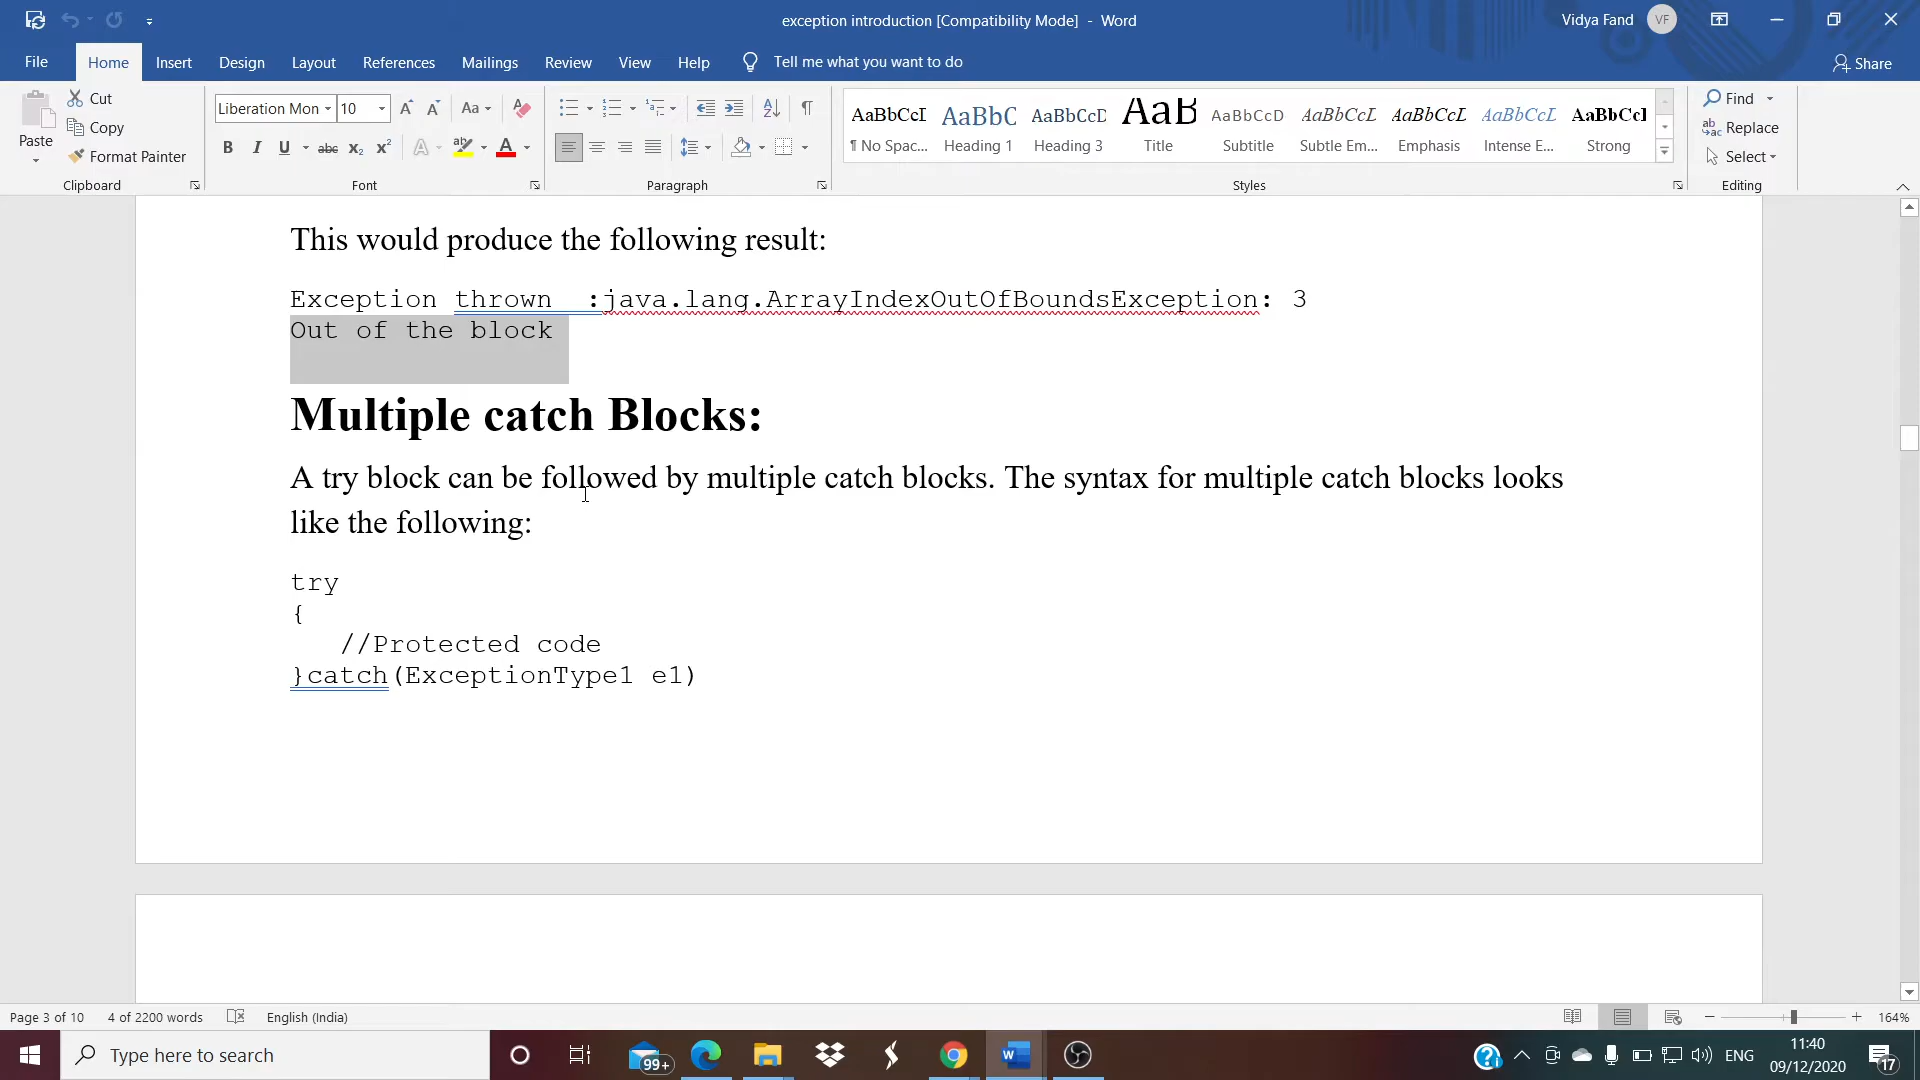 exception introduction [Compatibility Mode] - Word
Vidya Fand
VF
File
Home
Insert
Design
Layout
References
Mailings
Review
View
Help
Tell me what you want to do
Share
Paste
Cut
Copy
Format Painter
Clipboard
Liberation Mon
10
Aa
B I U abc x₂ x²
Font
Paragraph
AaBbCcI
¶ No Spac...
AaBbC
Heading 1
AaBbCcD
Heading 3
AaB
Title
AaBbCcD
Subtitle
AaBbCcL
Subtle Em...
AaBbCcL
Emphasis
AaBbCcL
Intense E...
AaBbCcI
Strong
Styles
Find
Replace
Select
Editing
This would produce the following result:
Exception thrown  :java.lang.ArrayIndexOutOfBoundsException: 3
Out of the block
Multiple catch Blocks:
A try block can be followed by multiple catch blocks. The syntax for multiple catch blocks looks
like the following:
try
{
   //Protected code
}catch(ExceptionType1 e1)
Page 3 of 10
4 of 2200 words
English (India)
164%
Type here to search
99+
ENG
11:40
09/12/2020
17